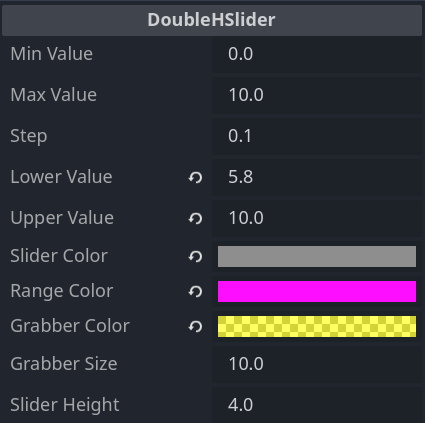 DoubleHSlider
Min Value 0.0
Max Value 10.0
Step 0.1
Lower Value 5.8
Upper Value 10.0
Slider Color
Range Color
Grabber Color
Grabber Size 10.0
Slider Height 4.0